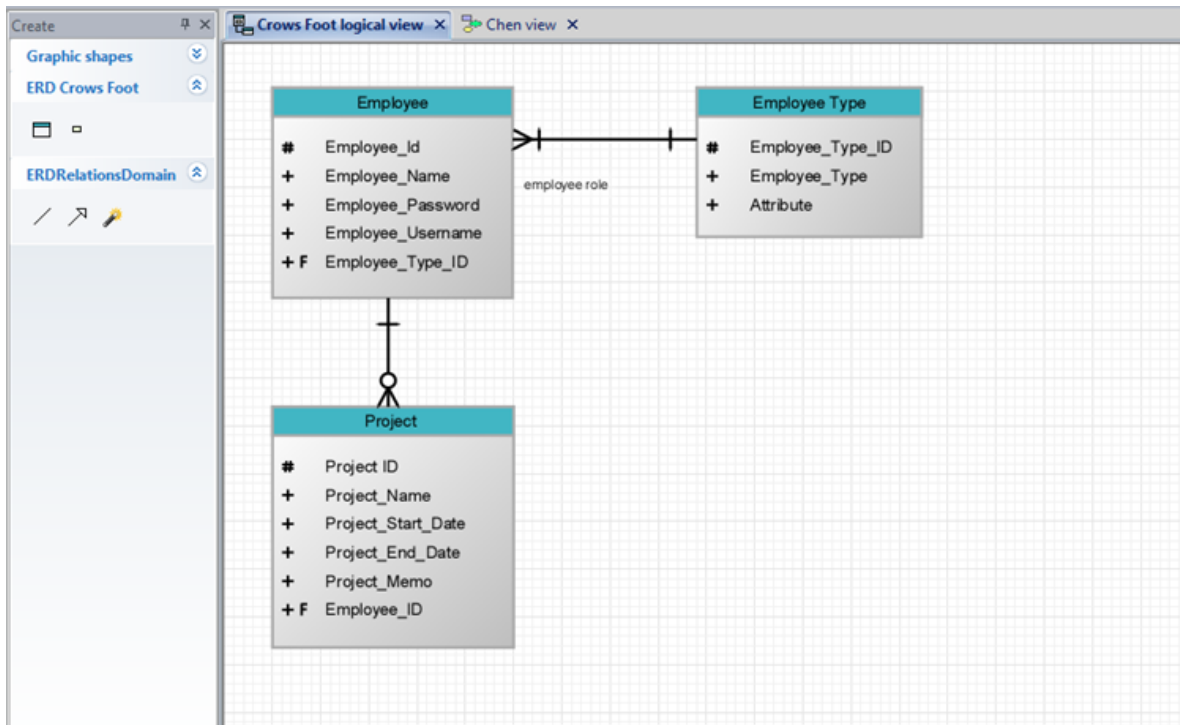 Create
Graphic shapes
ERD Crows Foot
ERDRelationsDomain
Crows Foot logical view
Chen view
Employee
# Employee_Id
+ Employee_Name
+ Employee_Password
+ Employee_Username
+ F Employee_Type_ID
employee role
Employee Type
# Employee_Type_ID
+ Employee_Type
+ Attribute
Project
# Project ID
+ Project_Name
+ Project_Start_Date
+ Project_End_Date
+ Project_Memo
+ F Employee_ID